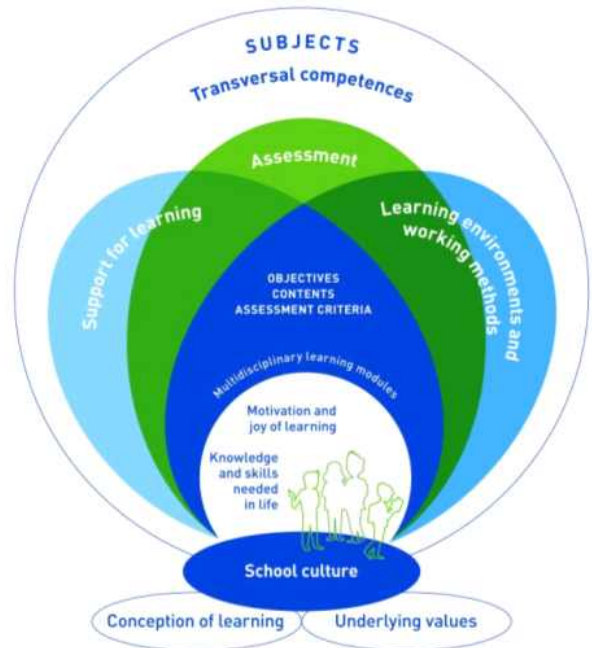 SUBJECTS
Transversal competences
Assessment
Support for learning
Learning environments and
working methods
OBJECTIVES
CONTENTS
ASSESSMENT CRITERIA
Multidisciplinary learning modules
Motivation and
joy of learning
Knowledge
and skills
needed
in life
School culture
Conception of learning
Underlying values